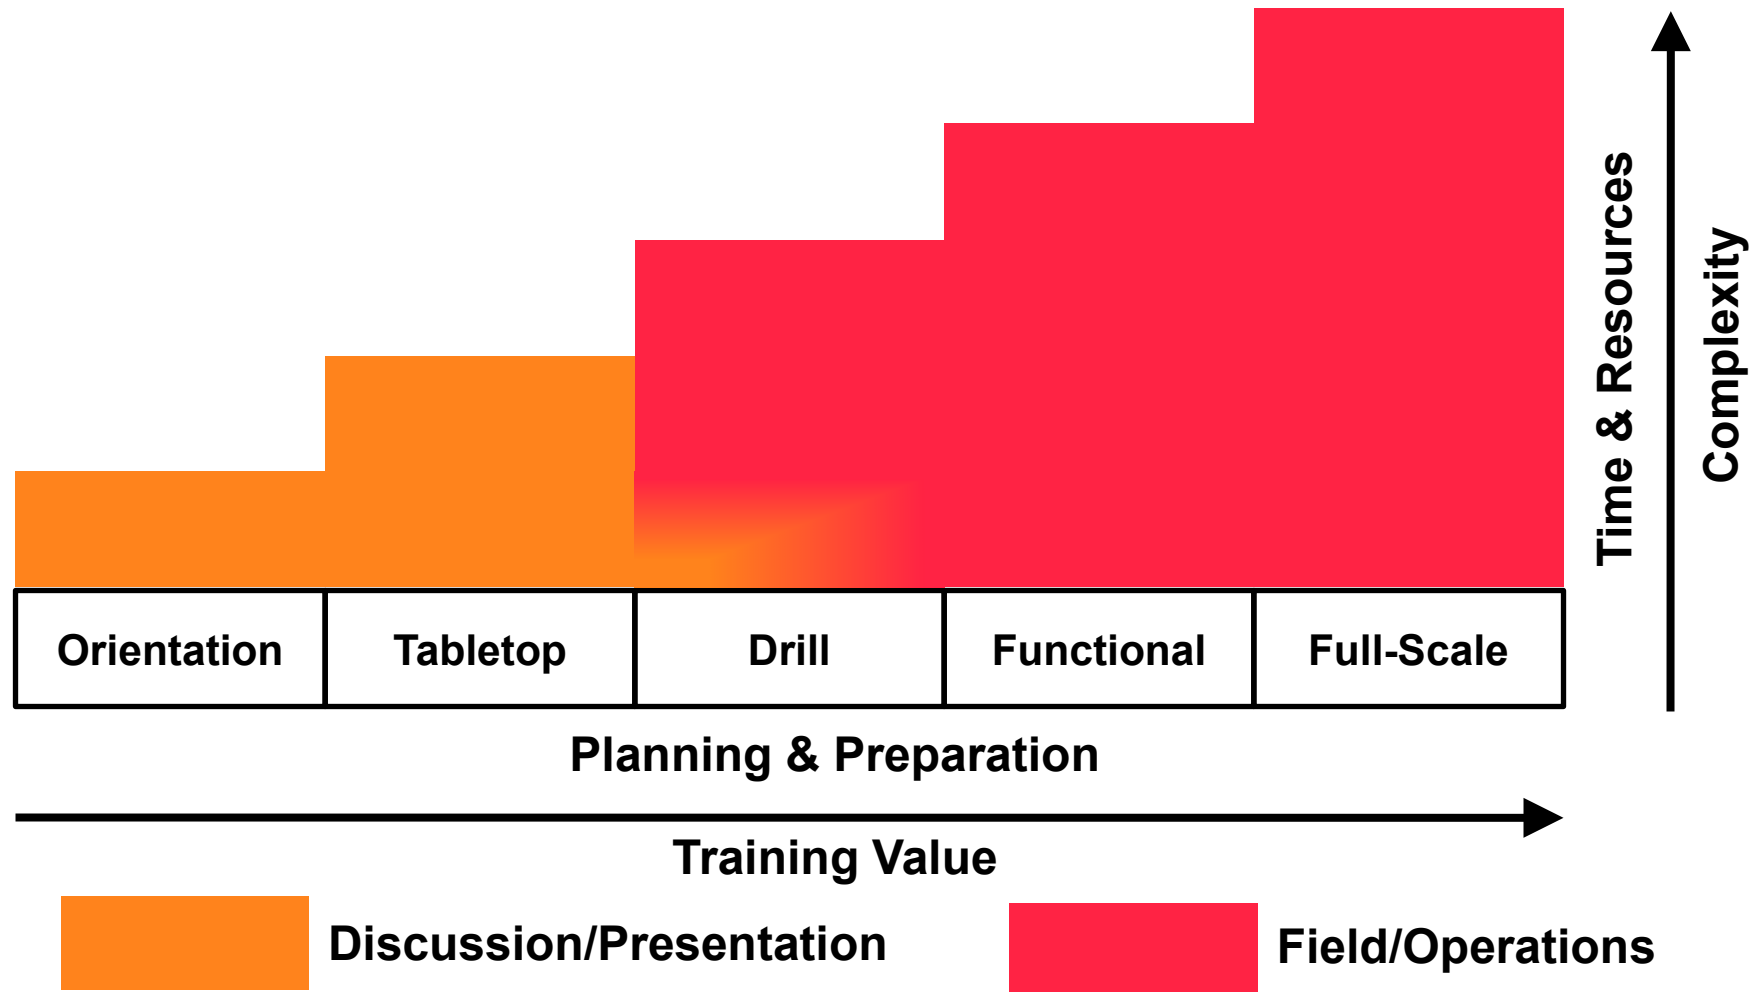 Time & Resources
Complexity
Orientation
Tabletop
Drill
Functional
Full-Scale
Planning & Preparation
Training Value
Discussion/Presentation
Field/Operations